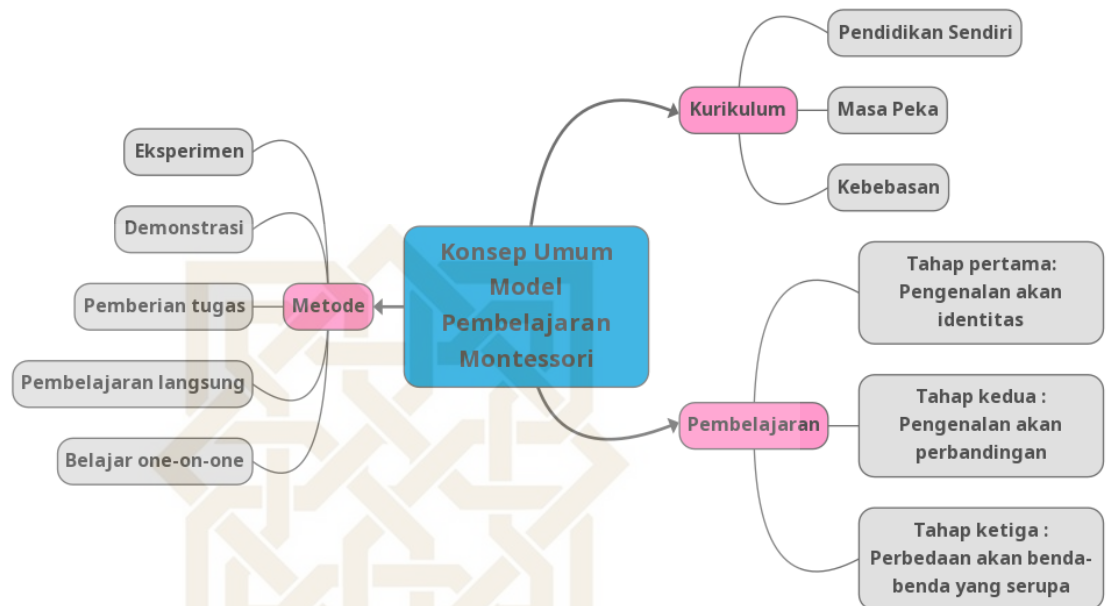 Konsep Umum
Model
Pembelajaran
Montessori
Kurikulum
Pendidikan Sendiri
Masa Peka
Kebebasan
Pembelajaran
Tahap pertama:
Pengenalan akan
identitas
Tahap kedua :
Pengenalan akan
perbandingan
Tahap ketiga :
Perbedaan akan benda-
benda yang serupa
Metode
Eksperimen
Demonstrasi
Pemberian tugas
Pembelajaran langsung
Belajar one-on-one